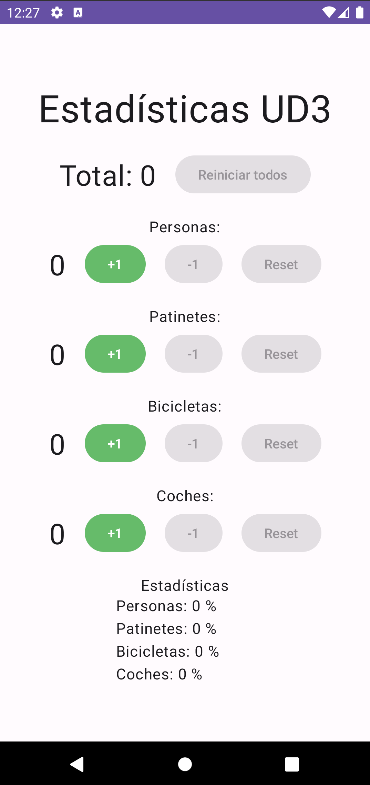 12:27
Estadísticas UD3
Total: 0 Reiniciar todos
Personas:
0 +1 -1 Reset
Patinetes:
0 +1 -1 Reset
Bicicletas:
0 +1 -1 Reset
Coches:
0 +1 -1 Reset
Estadísticas
Personas: 0 %
Patinetes: 0 %
Bicicletas: 0 %
Coches: 0 %